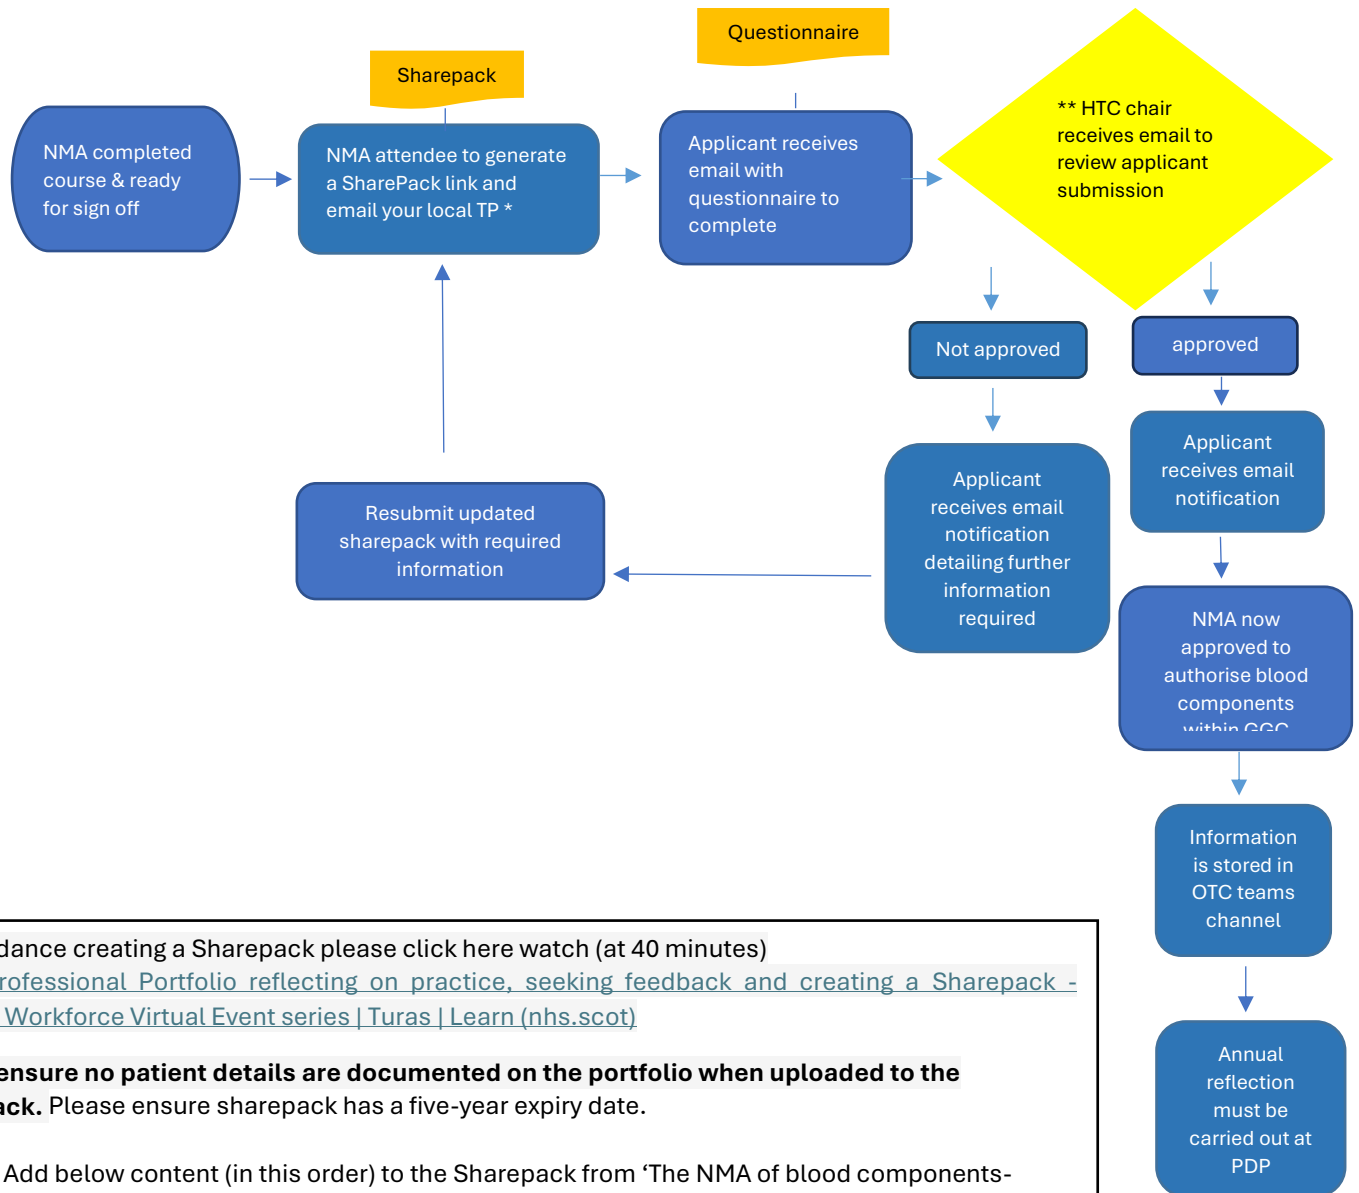 Questionnaire
Sharepack
NMA completed
course & ready
for sign off
NMA attendee to generate
a SharePack link and
email your local TP *
Applicant receives
email with
questionnaire to
complete
** HTC chair
receives email to
review applicant
submission
Not approved
approved
Applicant
receives email
notification
Applicant
receives email
notification
detailing further
information
required
Resubmit updated
sharepack with required
information
NMA now
approved to
authorise blood
components
within GGC
Information
is stored in
OTC teams
channel
Annual
reflection
must be
carried out at
PDP
dance creating a Sharepack please click here watch (at 40 minutes)
rofessional Portfolio reflecting on practice, seeking feedback and creating a Sharepack -
Workforce Virtual Event series | Turas | Learn (nhs.scot)
ensure no patient details are documented on the portfolio when uploaded to the
ack. Please ensure sharepack has a five-year expiry date.
Add below content (in this order) to the Sharepack from ‘The NMA of blood components-